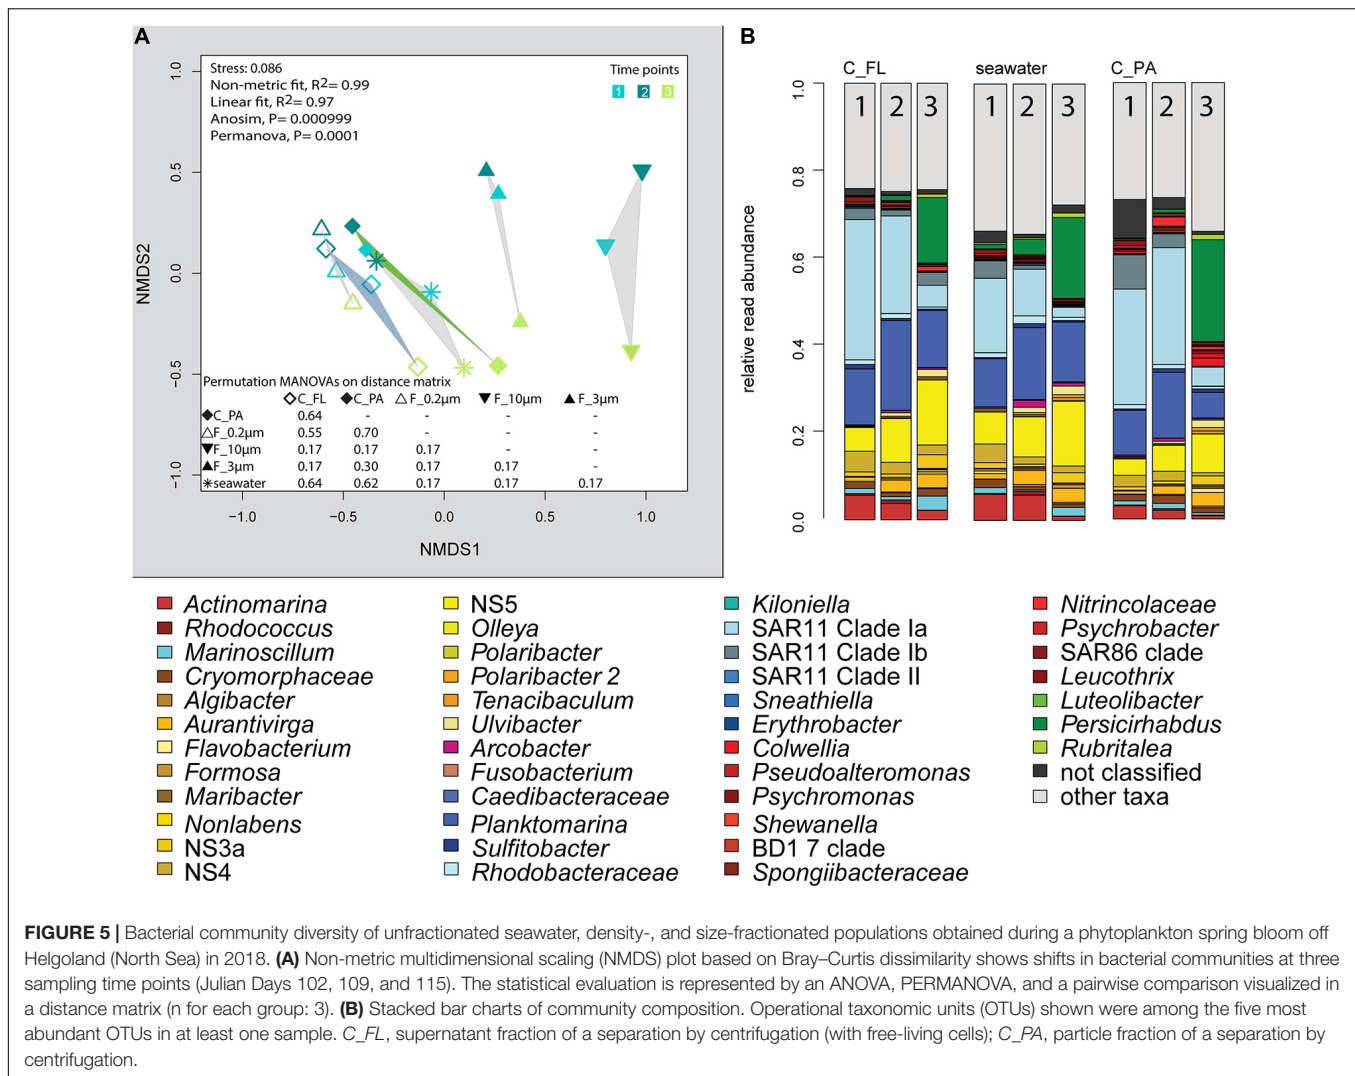 A
Stress: 0.086
Non-metric fit, R2= 0.99
Linear fit, R2= 0.97
Anosim, P= 0.000999
Permanova, P= 0.0001
Time points
1 2 3
NMDS2
1.0
0.5
0.0
−0.5
−1.0
Permutation MANOVAs on distance matrix
C_FL C_PA F_0.2µm F_10µm F_3µm
C_PA 0.64 - - - -
F_0.2µm 0.55 0.70 - - -
F_10µm 0.17 0.17 0.17 - -
F_3µm 0.17 0.30 0.17 0.17 -
seawater 0.64 0.62 0.17 0.17 0.17
−1.0 −0.5 0.0 0.5 1.0
NMDS1
B
C_FL seawater C_PA
1 2 3 1 2 3 1 2 3
relative read abundance
1.0
0.8
0.6
0.4
0.2
0.0
Actinomarina
Rhodococcus
Marinoscillum
Cryomorphaceae
Algibacter
Aurantivirga
Flavobacterium
Formosa
Maribacter
Nonlabens
NS3a
NS4
NS5
Olleya
Polaribacter
Polaribacter 2
Tenacibaculum
Ulvibacter
Arcobacter
Fusobacterium
Caedibacteraceae
Planktomarina
Sulfitobacter
Rhodobacteraceae
Kiloniella
SAR11 Clade Ia
SAR11 Clade Ib
SAR11 Clade II
Sneathiella
Erythrobacter
Colwellia
Pseudoalteromonas
Psychromonas
Shewanella
BD1 7 clade
Spongiibacteraceae
Nitrincolaceae
Psychrobacter
SAR86 clade
Leucothrix
Luteolibacter
Persicirhabdus
Rubritalea
not classified
other taxa
FIGURE 5 | Bacterial community diversity of unfractionated seawater, density-, and size-fractionated populations obtained during a phytoplankton spring bloom off
Helgoland (North Sea) in 2018. (A) Non-metric multidimensional scaling (NMDS) plot based on Bray–Curtis dissimilarity shows shifts in bacterial communities at three
sampling time points (Julian Days 102, 109, and 115). The statistical evaluation is represented by an ANOVA, PERMANOVA, and a pairwise comparison visualized in
a distance matrix (n for each group: 3). (B) Stacked bar charts of community composition. Operational taxonomic units (OTUs) shown were among the five most
abundant OTUs in at least one sample. C_FL, supernatant fraction of a separation by centrifugation (with free-living cells); C_PA, particle fraction of a separation by
centrifugation.